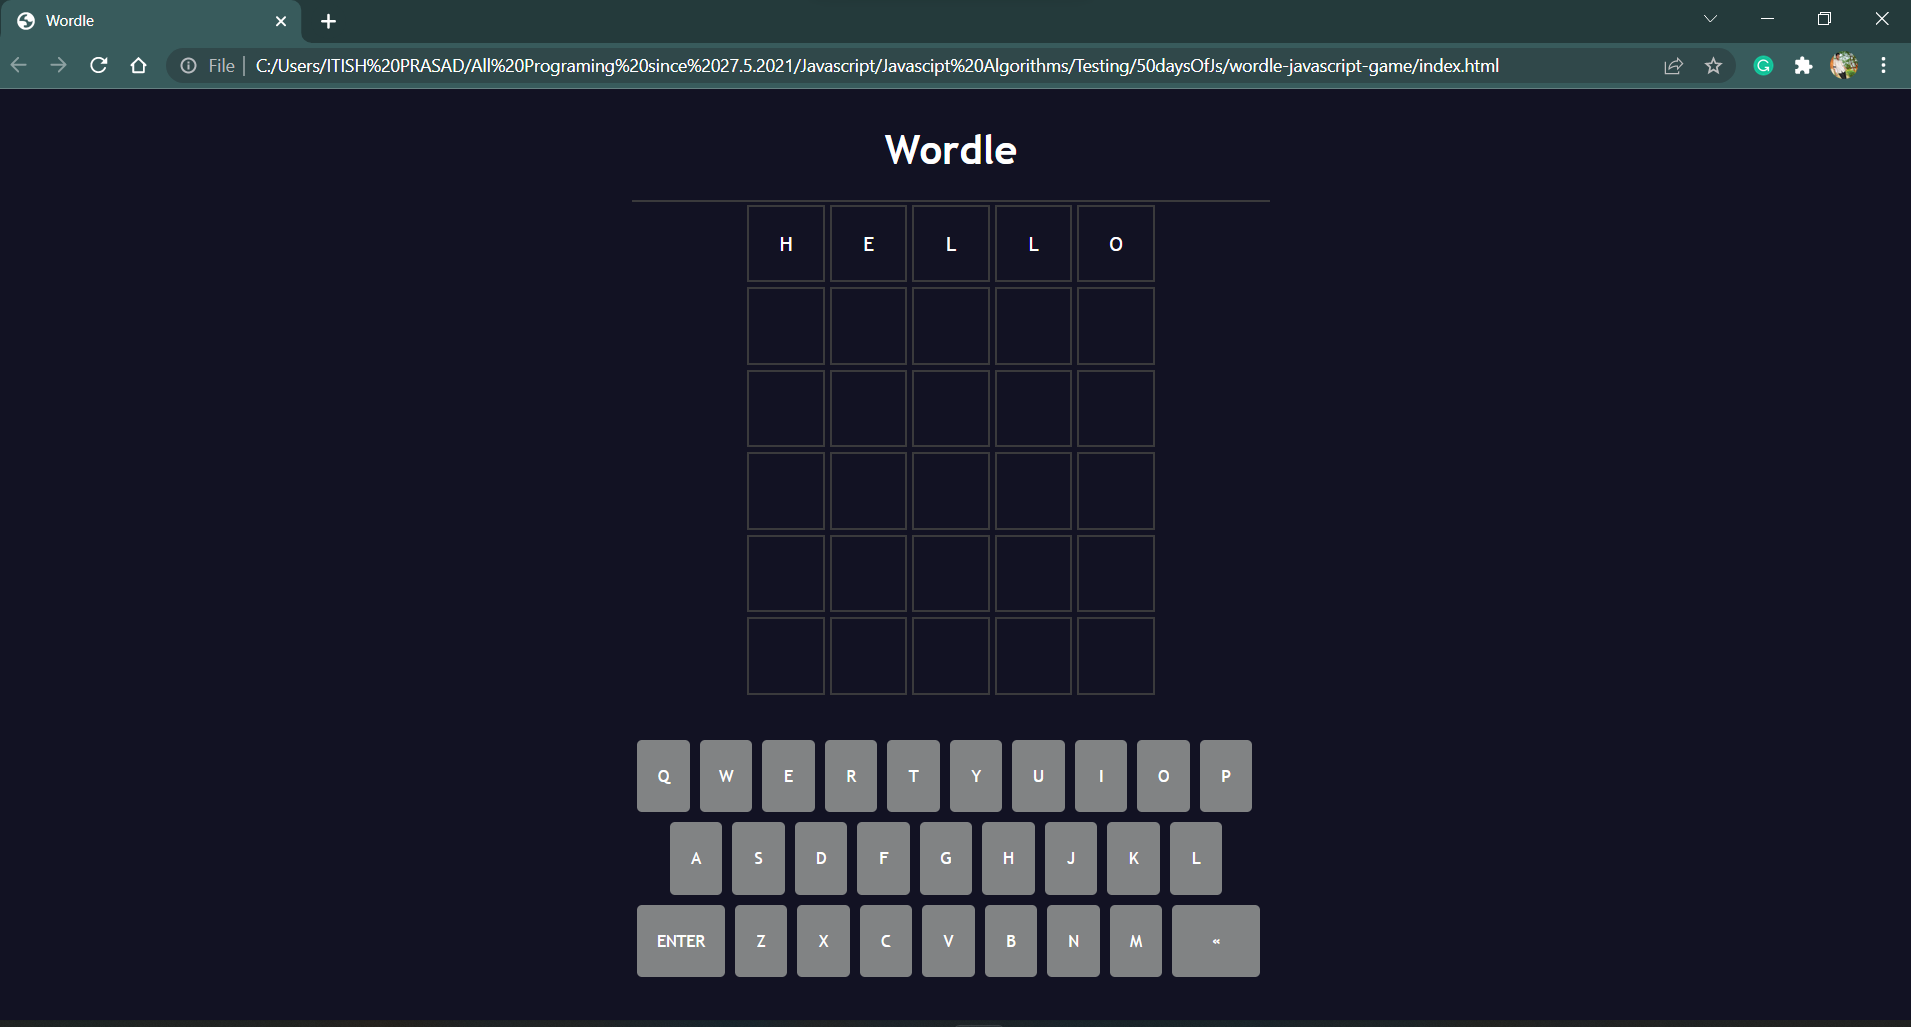 Wordle
File C:/Users/ITISH%20PRASAD/All%20Programing%20since%2027.5.2021/Javascript/Javascipt%20Algorithms/Testing/50daysOfJs/wordle-javascript-game/index.html
Wordle
H E L L O
Q W E R T Y U I O P
A S D F G H J K L
ENTER Z X C V B N M «